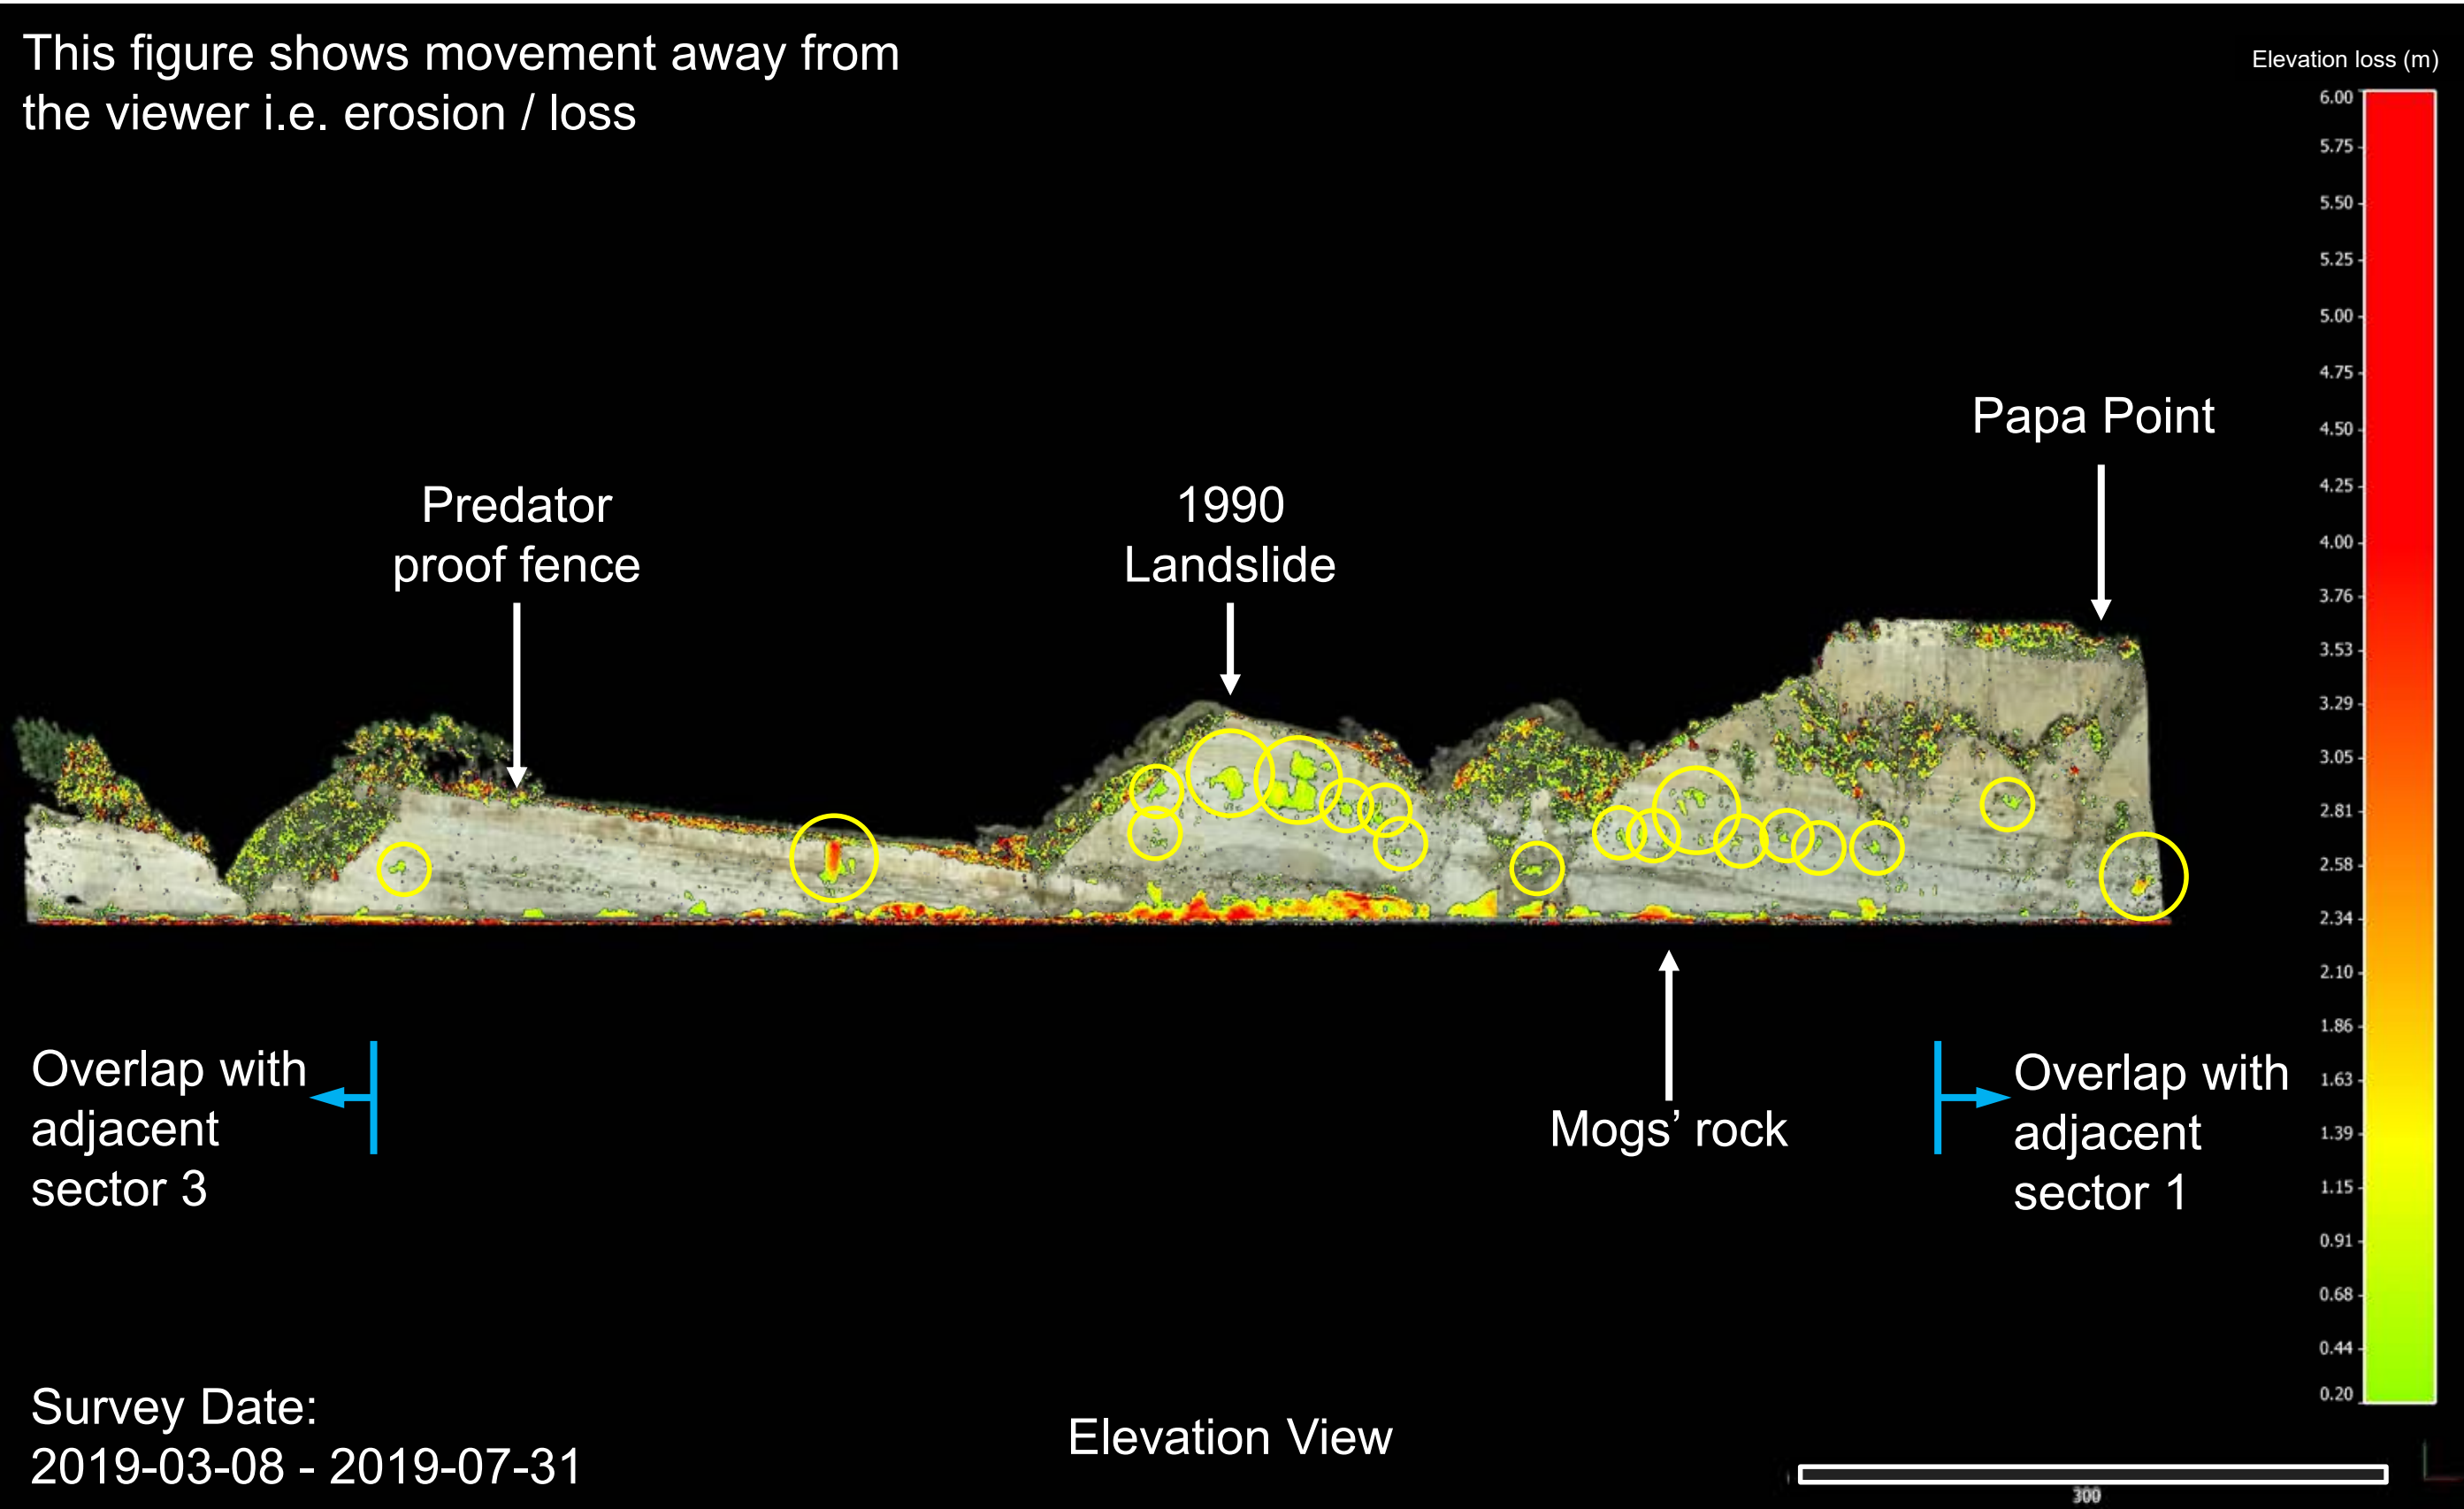 This figure shows movement away from
the viewer i.e. erosion / loss
Elevation loss (m)
6.00
5.75
5.50
5.25
5.00
4.75
4.50
4.25
4.00
3.76
3.53
3.29
3.05
2.81
2.58
2.34
2.10
1.86
1.63
1.39
1.15
0.91
0.68
0.44
0.20
Papa Point
Predator
proof fence
1990
Landslide
Overlap with
adjacent
sector 3
Mogs’ rock
Overlap with
adjacent
sector 1
Survey Date:
2019-03-08 - 2019-07-31
Elevation View
300